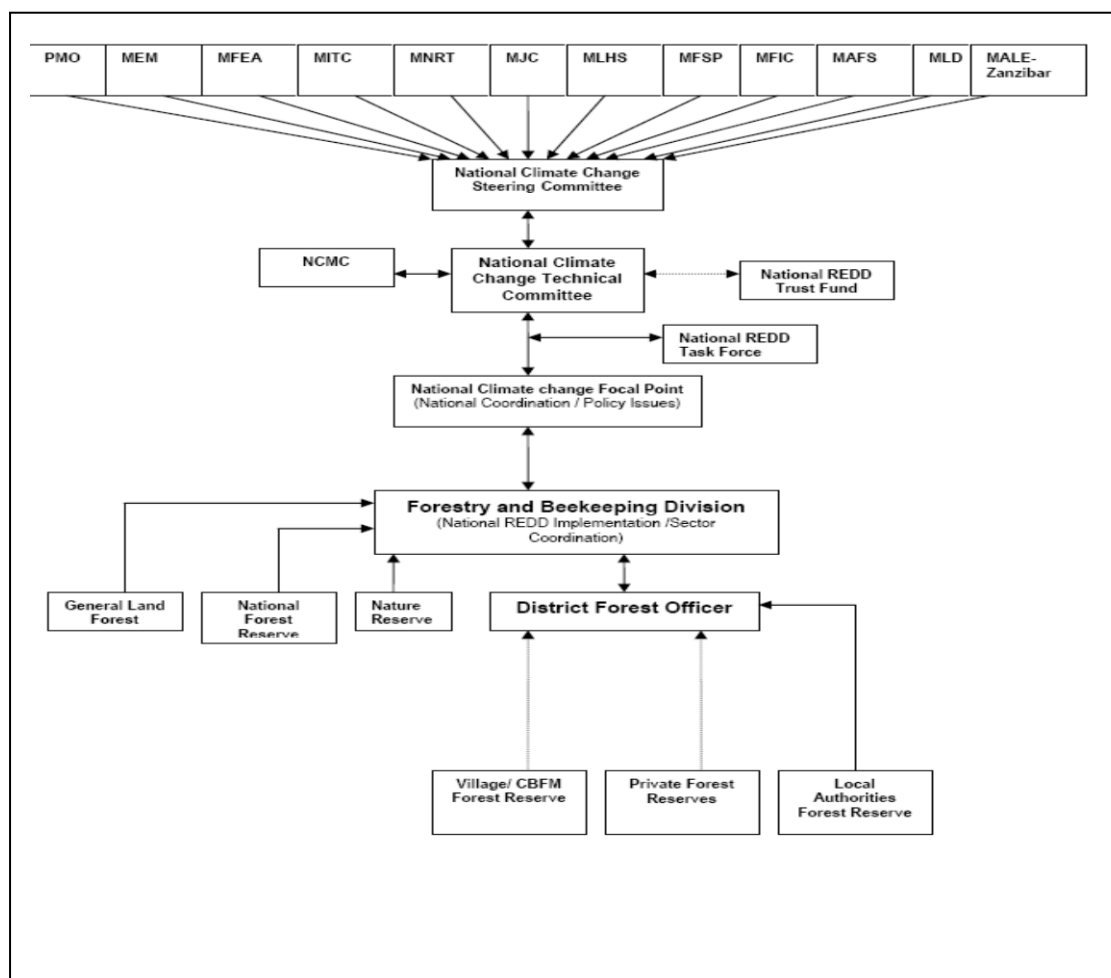 PMO MEM MFEA MITC MNRT MJC MLHS MFSP MFIC MAFS MLD MALE-
Zanzibar
National Climate Change
Steering Committee
NCMC
National Climate
Change Technical
Committee
National REDD
Trust Fund
National REDD
Task Force
National Climate change Focal Point
(National Coordination / Policy Issues)
Forestry and Beekeeping Division
(National REDD Implementation /Sector
Coordination)
General Land
Forest
National
Forest
Reserve
Nature
Reserve
District Forest Officer
Village/ CBFM
Forest Reserve
Private Forest
Reserves
Local
Authorities
Forest Reserve